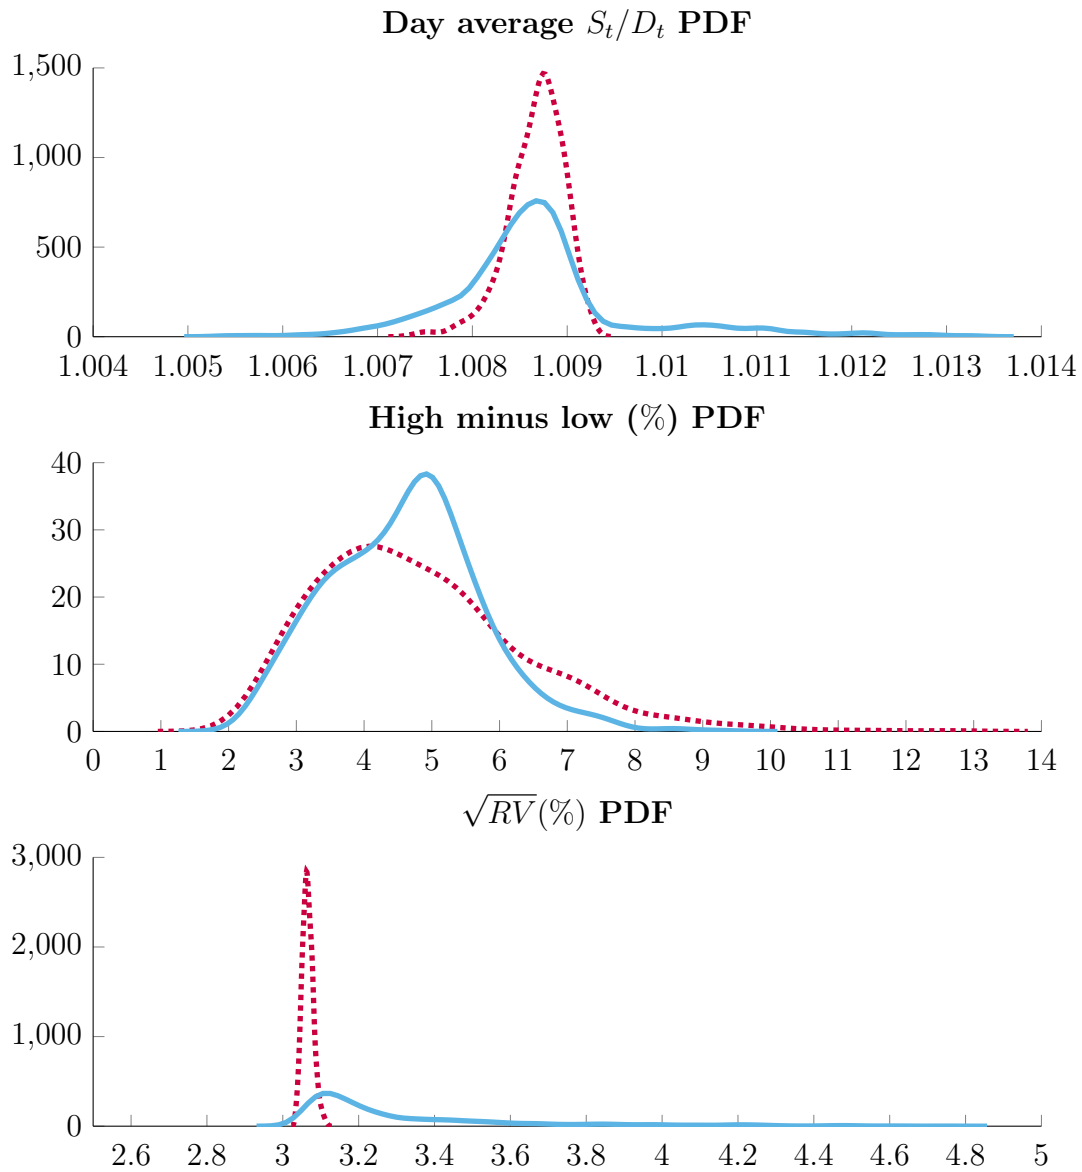 Day average S_t/D_t PDF
1,500
1,000
500
0
1.004 1.005 1.006 1.007 1.008 1.009 1.01 1.011 1.012 1.013 1.014
High minus low (%) PDF
40
30
20
10
0
0 1 2 3 4 5 6 7 8 9 10 11 12 13 14
√RV(%) PDF
3,000
2,000
1,000
0
2.6 2.8 3 3.2 3.4 3.6 3.8 4 4.2 4.4 4.6 4.8 5